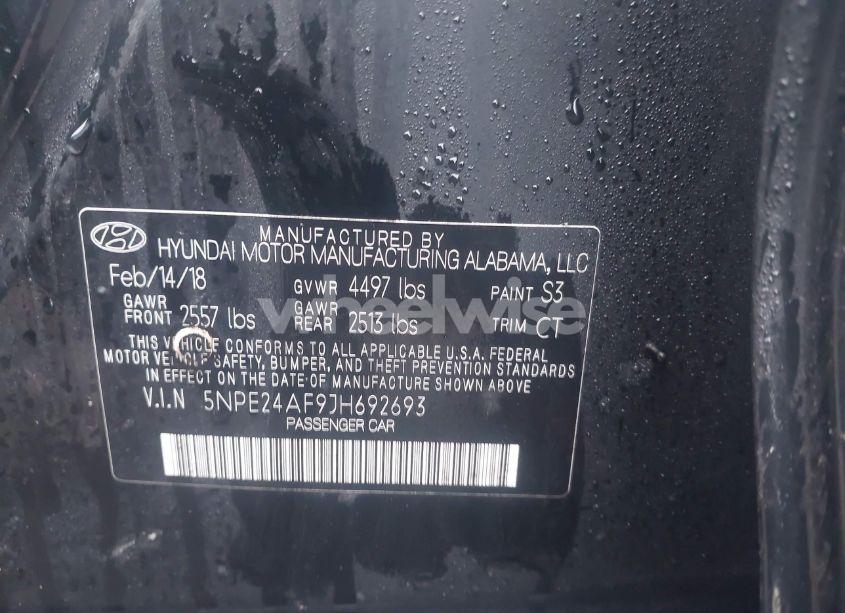 MANUFACTURED BY
HYUNDAI MOTOR MANUFACTURING ALABAMA, LLC
Feb/14/18 GVWR 4497 lbs PAINT S3
GAWR FRONT 2557 lbs GAWR REAR 2513 lbs TRIM CT
THIS VEHICLE CONFORMS TO ALL APPLICABLE U.S.A. FEDERAL
MOTOR VEHICLE SAFETY, BUMPER, AND THEFT PREVENTION STANDARDS
IN EFFECT ON THE DATE OF MANUFACTURE SHOWN ABOVE
V.I.N 5NPE24AF9JH692693
PASSENGER CAR
wheelwise